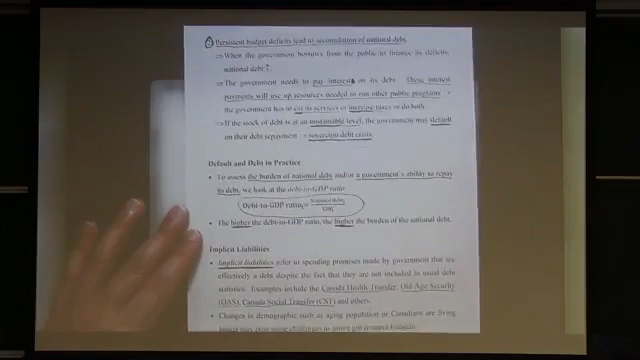 ② Persistent budget deficits lead to accumulation of national debt.
⇒ When the government borrows from the public to finance its deficits,
national debt ↑
⇒ The government needs to pay interest on its debt. These interest
payments will use up resources needed to run other public programs →
the government has to cut its services or increase taxes or do both.
⇒ If the stock of debt is at an unsustainable level, the government may default
on their debt repayment → sovereign debt crisis.
Default and Debt in Practice
• To assess the burden of national debt and/or a government's ability to repay
its debt, we look at the debt-to-GDP ratio
Debt-to-GDP ratio = National Debt / GDP
• The higher the debt-to-GDP ratio, the higher the burden of the national debt.
Implicit Liabilities
• Implicit liabilities refer to spending promises made by government that are
effectively a debt despite the fact that they are not included in usual debt
statistics. Examples include the Canada Health Transfer, Old Age Security
(OAS), Canada Social Transfer (CST) and others.
• Changes in demographic such as aging population or Canadians are living
longer may pose challenges to